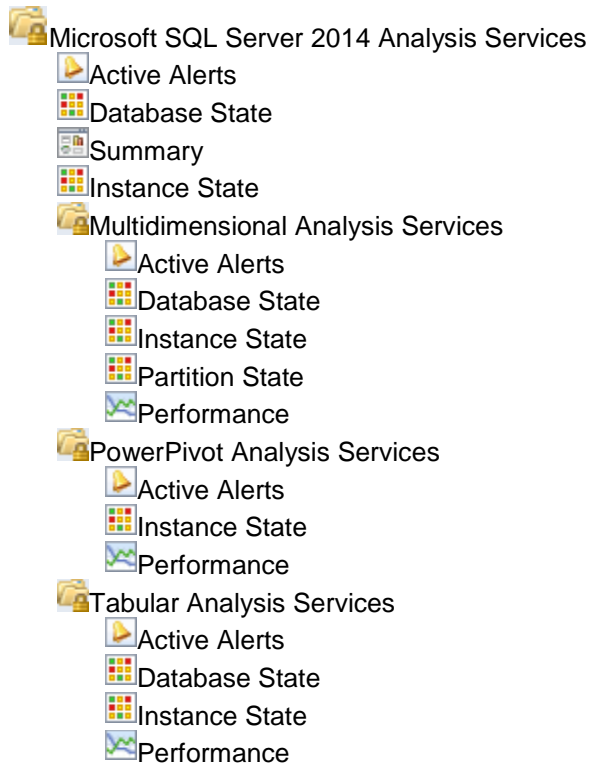 Microsoft SQL Server 2014 Analysis Services
Active Alerts
Database State
Summary
Instance State
Multidimensional Analysis Services
Active Alerts
Database State
Instance State
Partition State
Performance
PowerPivot Analysis Services
Active Alerts
Instance State
Performance
Tabular Analysis Services
Active Alerts
Database State
Instance State
Performance